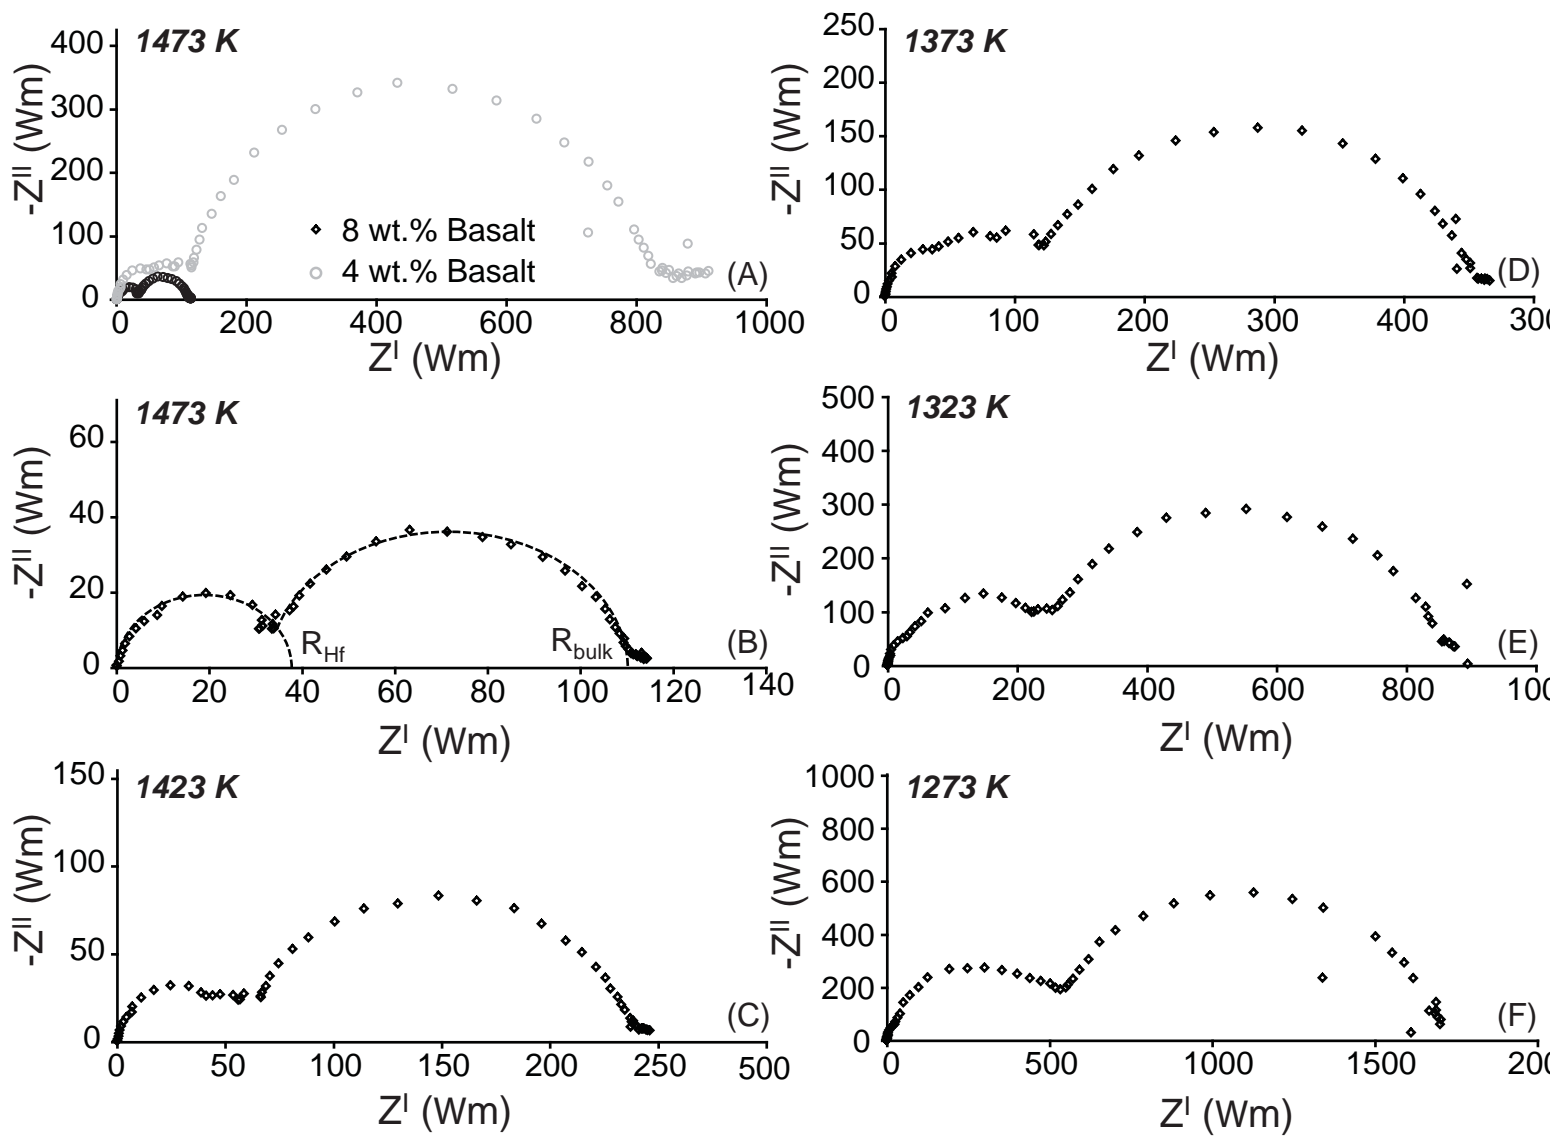 1473 K
400
300
200
100
0
-Z^II (Wm)
8 wt.% Basalt
4 wt.% Basalt
(A)
0 200 400 600 800 1000
Z^I (Wm)
1373 K
250
200
150
100
50
0
-Z^II (Wm)
(D)
0 100 200 300 400 300
Z^I (Wm)
1473 K
60
40
20
0
-Z^II (Wm)
R_Hf
R_bulk
(B)
0 20 40 60 80 100 120 140
Z^I (Wm)
1323 K
500
400
300
200
100
0
-Z^II (Wm)
(E)
0 200 400 600 800 100
Z^I (Wm)
1423 K
150
100
50
0
-Z^II (Wm)
(C)
0 50 100 150 200 250 500
Z^I (Wm)
1273 K
1000
800
600
400
200
0
-Z^II (Wm)
(F)
0 500 1000 1500 200
Z^I (Wm)